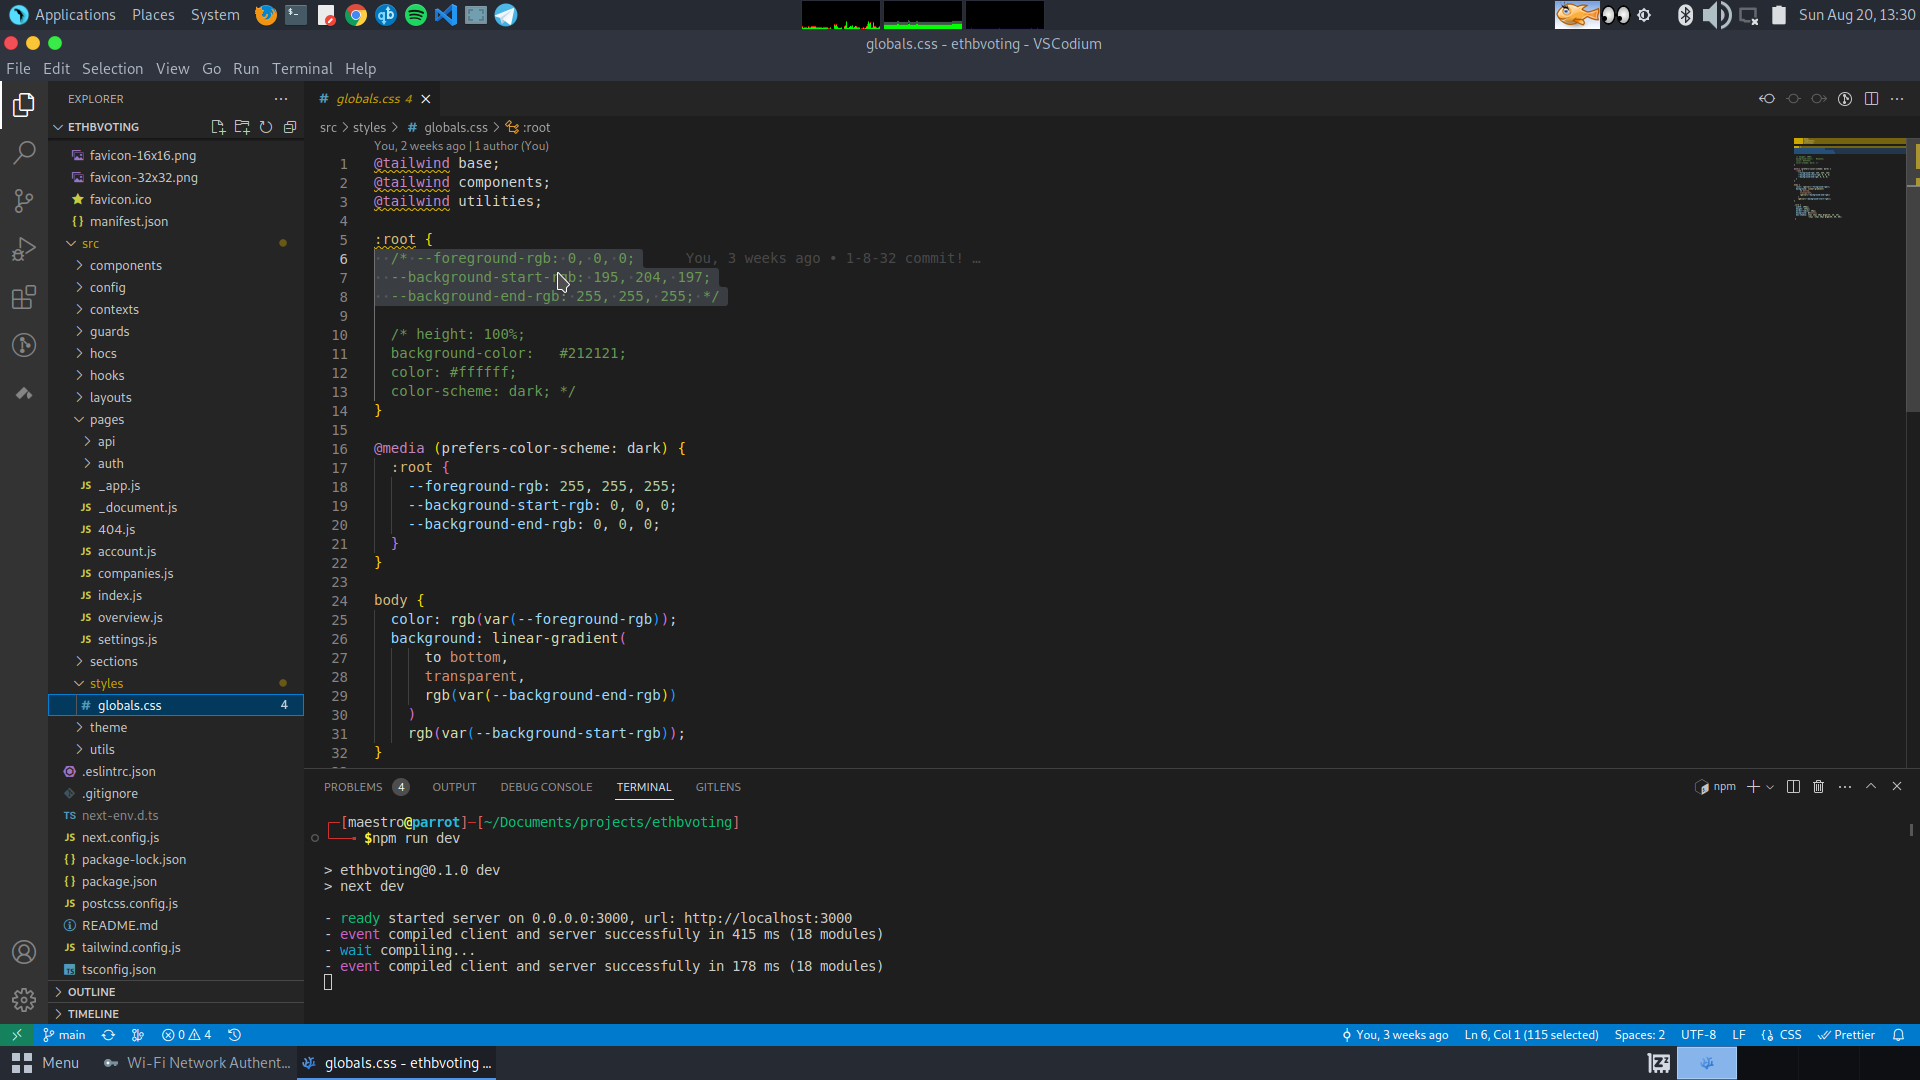 Applications Places System
Sun Aug 20, 13:30
globals.css - ethbvoting - VSCodium
File Edit Selection View Go Run Terminal Help
EXPLORER
ETHBVOTING
favicon-16x16.png
favicon-32x32.png
favicon.ico
manifest.json
src
components
config
contexts
guards
hocs
hooks
layouts
pages
api
auth
_app.js
_document.js
404.js
account.js
companies.js
index.js
overview.js
settings.js
sections
styles
globals.css 4
theme
utils
.eslintrc.json
.gitignore
next-env.d.ts
next.config.js
package-lock.json
package.json
postcss.config.js
README.md
tailwind.config.js
tsconfig.json
OUTLINE
TIMELINE
globals.css 4
src > styles > # globals.css > :root
You, 2 weeks ago | 1 author (You)
1 @tailwind base;
2 @tailwind components;
3 @tailwind utilities;
4
5 :root {
6 /* --foreground-rgb: 0, 0, 0; You, 3 weeks ago • 1-8-32 commit! …
7 --background-start-rgb: 195, 204, 197;
8 --background-end-rgb: 255, 255, 255; */
9
10 /* height: 100%;
11 background-color: #212121;
12 color: #ffffff;
13 color-scheme: dark; */
14 }
15
16 @media (prefers-color-scheme: dark) {
17 :root {
18 --foreground-rgb: 255, 255, 255;
19 --background-start-rgb: 0, 0, 0;
20 --background-end-rgb: 0, 0, 0;
21 }
22 }
23
24 body {
25 color: rgb(var(--foreground-rgb));
26 background: linear-gradient(
27 to bottom,
28 transparent,
29 rgb(var(--background-end-rgb))
30 )
31 rgb(var(--background-start-rgb));
32 }
PROBLEMS 4 OUTPUT DEBUG CONSOLE TERMINAL GITLENS
npm
[maestro@parrot]-[~/Documents/projects/ethbvoting]
$npm run dev
> ethbvoting@0.1.0 dev
> next dev
- ready started server on 0.0.0.0:3000, url: http://localhost:3000
- event compiled client and server successfully in 415 ms (18 modules)
- wait compiling...
- event compiled client and server successfully in 178 ms (18 modules)
main 0 4
You, 3 weeks ago Ln 6, Col 1 (115 selected) Spaces: 2 UTF-8 LF CSS Prettier
Menu Wi-Fi Network Authent... globals.css - ethbvoting ...